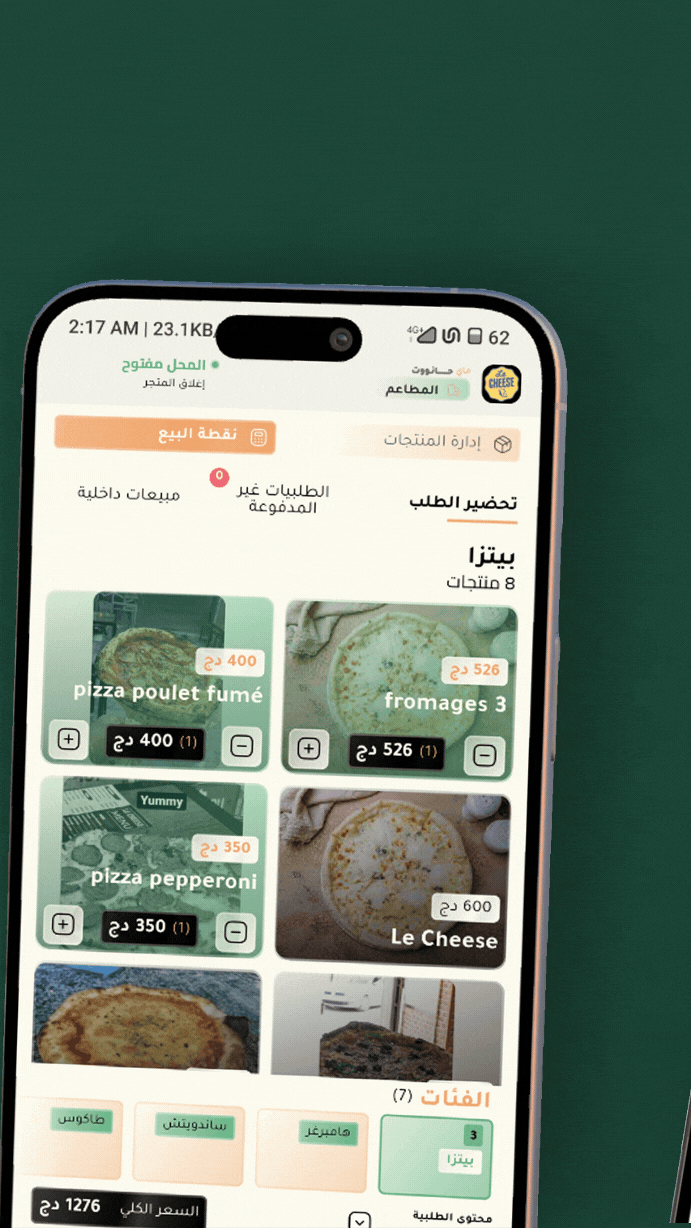 2:17 AM | 23.1KB/
4G+
62
المحل مفتوح
إغلاق المتجر
حانووت
المطاعم
CHEESE
إدارة المنتجات
نقطة البيع
تحضير الطلب
الطلبيات غير
المدفوعة
0
مبيعات داخلية
بيتزا
8 منتجات
526 دج
fromages 3
526 دج (1)
400 دج
pizza poulet fumé
400 دج (1)
600 دج
Le Cheese
Yummy
MENU
350 دج
pizza pepperoni
350 دج (1)
الفئات (7)
3
بيتزا
هامبرغر
ساندويتش
طاكوس
محتوى الطلبية
السعر الكلي 1276 دج